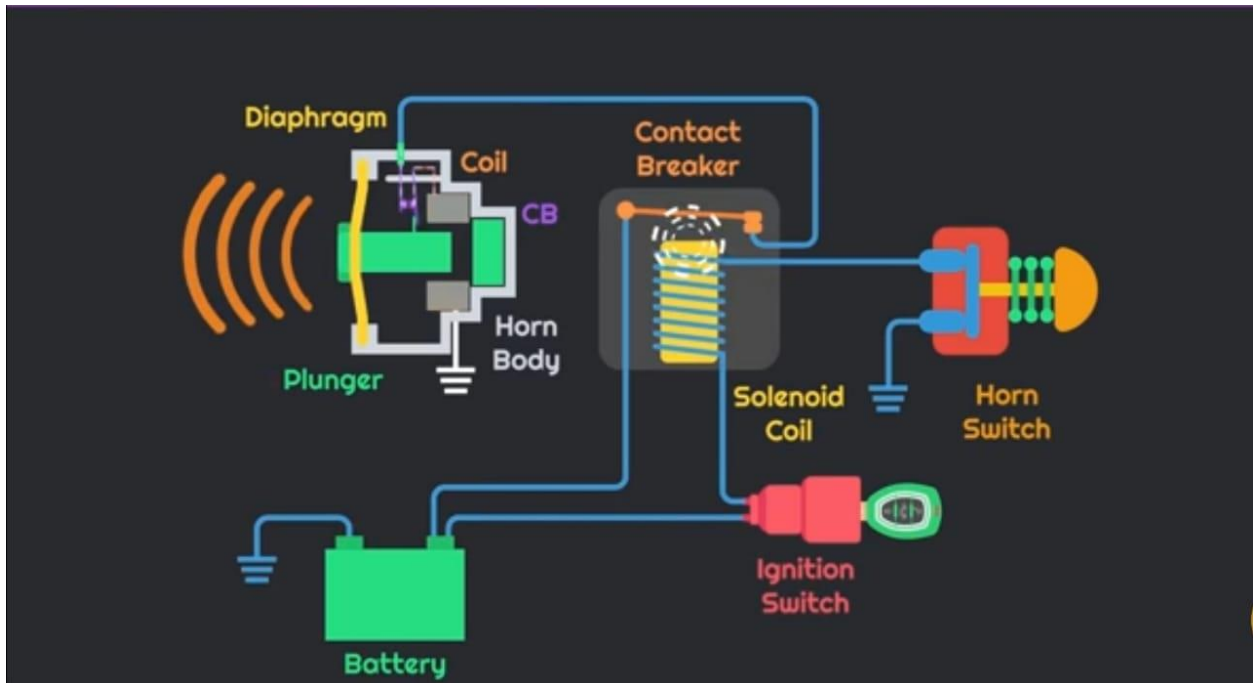 Diaphragm
Coil
CB
Contact
Breaker
Horn
Body
Plunger
Solenoid
Coil
Horn
Switch
Ignition
Switch
Battery